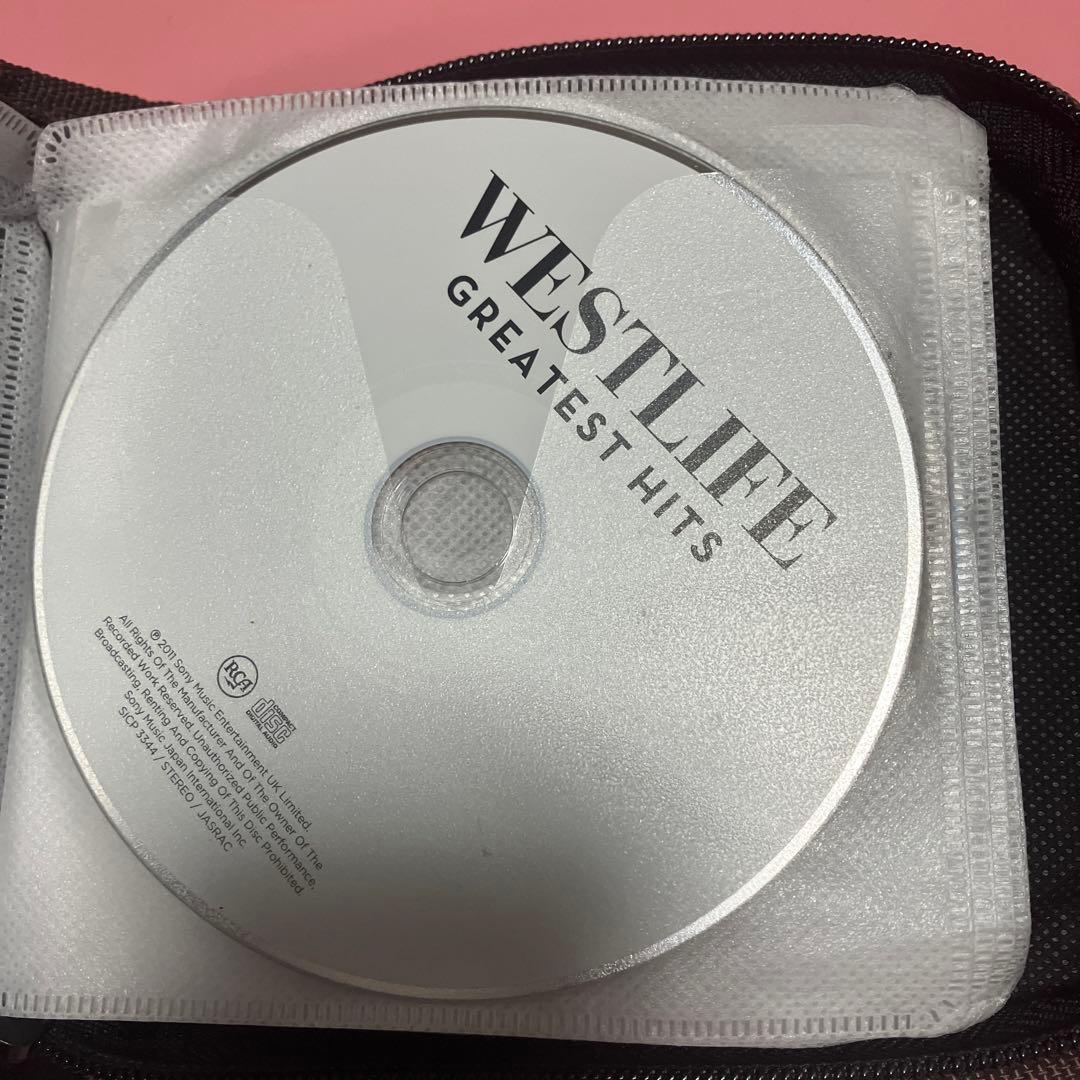 WESTLIFE
GREATEST HITS
RCA
COMPACT
disc
DIGITAL AUDIO
℗ 2011 Sony Music Entertainment UK Limited.
All Rights Of The Manufacturer And Of The Owner Of The
Recorded Work Reserved. Unauthorized Public Performance,
Broadcasting, Renting And Copying Of This Disc Prohibited.
Sony Music Japan International Inc
SICP 3344 / STEREO / JASRAC